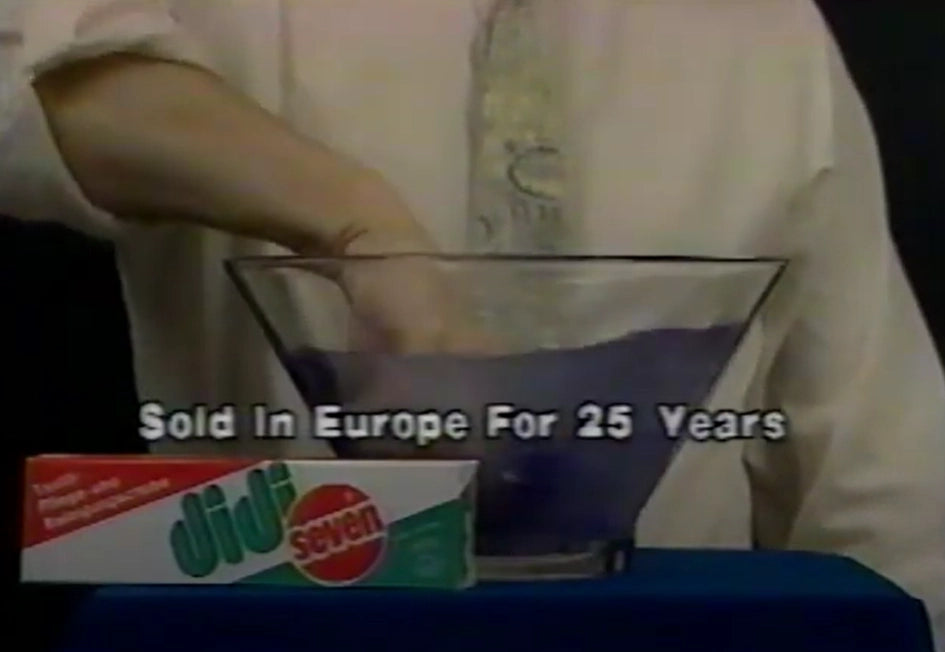 Sold In Europe For 25 Years
didi
seven